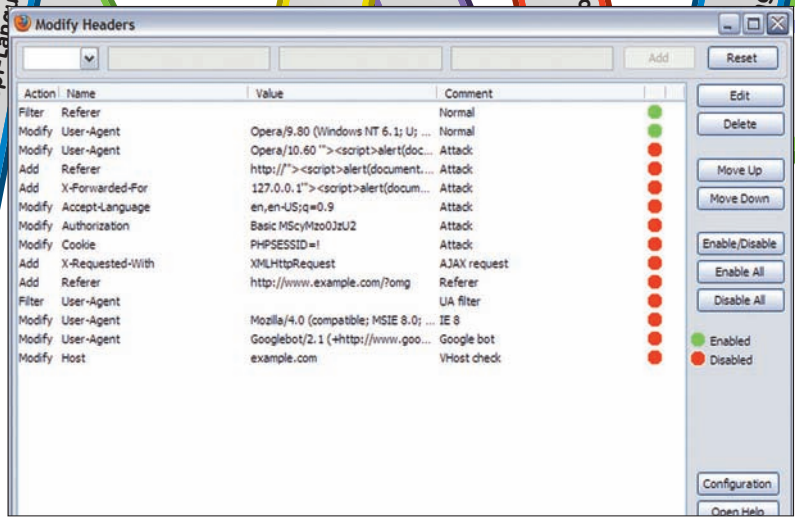 Modify Headers
Add Reset
Action Name Value Comment
Filter Referer Normal
Modify User-Agent Opera/9.80 (Windows NT 6.1; U; ... Normal
Modify User-Agent Opera/10.60 '"><script>alert(doc... Attack
Add Referer http://'"><script>alert(document.... Attack
Add X-Forwarded-For 127.0.0.1'"><script>alert(docum... Attack
Modify Accept-Language en,en-US;q=0.9 Attack
Modify Authorization Basic MScyMzo0JzU2 Attack
Modify Cookie PHPSESSID=! Attack
Add X-Requested-With XMLHttpRequest AJAX request
Add Referer http://www.example.com/?omg Referer
Filter User-Agent UA filter
Modify User-Agent Mozilla/4.0 (compatible; MSIE 8.0; ... IE 8
Modify User-Agent Googlebot/2.1 (+http://www.goo... Google bot
Modify Host example.com VHost check
Edit
Delete
Move Up
Move Down
Enable/Disable
Enable All
Disable All
Enabled
Disabled
Configuration
Open Help